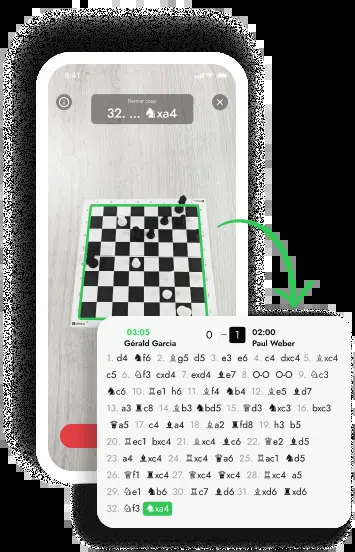 9:41
Dernier coup
32. ... ♞xa4
03:05
0 – 1
02:00
Gérald Garcia
Paul Weber
1. d4 ♞f6 2. ♗g5 d5 3. e3 e6 4. c4 dxc4 5. ♗xc4
c5 6. ♘f3 cxd4 7. exd4 ♝e7 8. O-O O-O 9. ♘c3
♞c6 10. ♖e1 h6 11. ♗f4 ♞b4 12. ♗e5 ♝d7
13. a3 ♜c8 14. ♗b3 ♞bd5 15. ♕d3 ♞xc3 16. bxc3
♛a5 17. c4 ♝a4 18. ♗a2 ♜fd8 19. h3 b5
20. ♖ec1 bxc4 21. ♗xc4 ♝c6 22. ♕e2 ♝d5
23. a4 ♝xc4 24. ♖xc4 ♛a6 25. ♖ac1 ♞d5
26. ♕f1 ♜xc4 27. ♕xc4 ♛xc4 28. ♖xc4 a5
29. ♘e1 ♞b6 30. ♖c7 ♝d6 31. ♗xd6 ♜xd6
32. ♘f3 ♞xa4